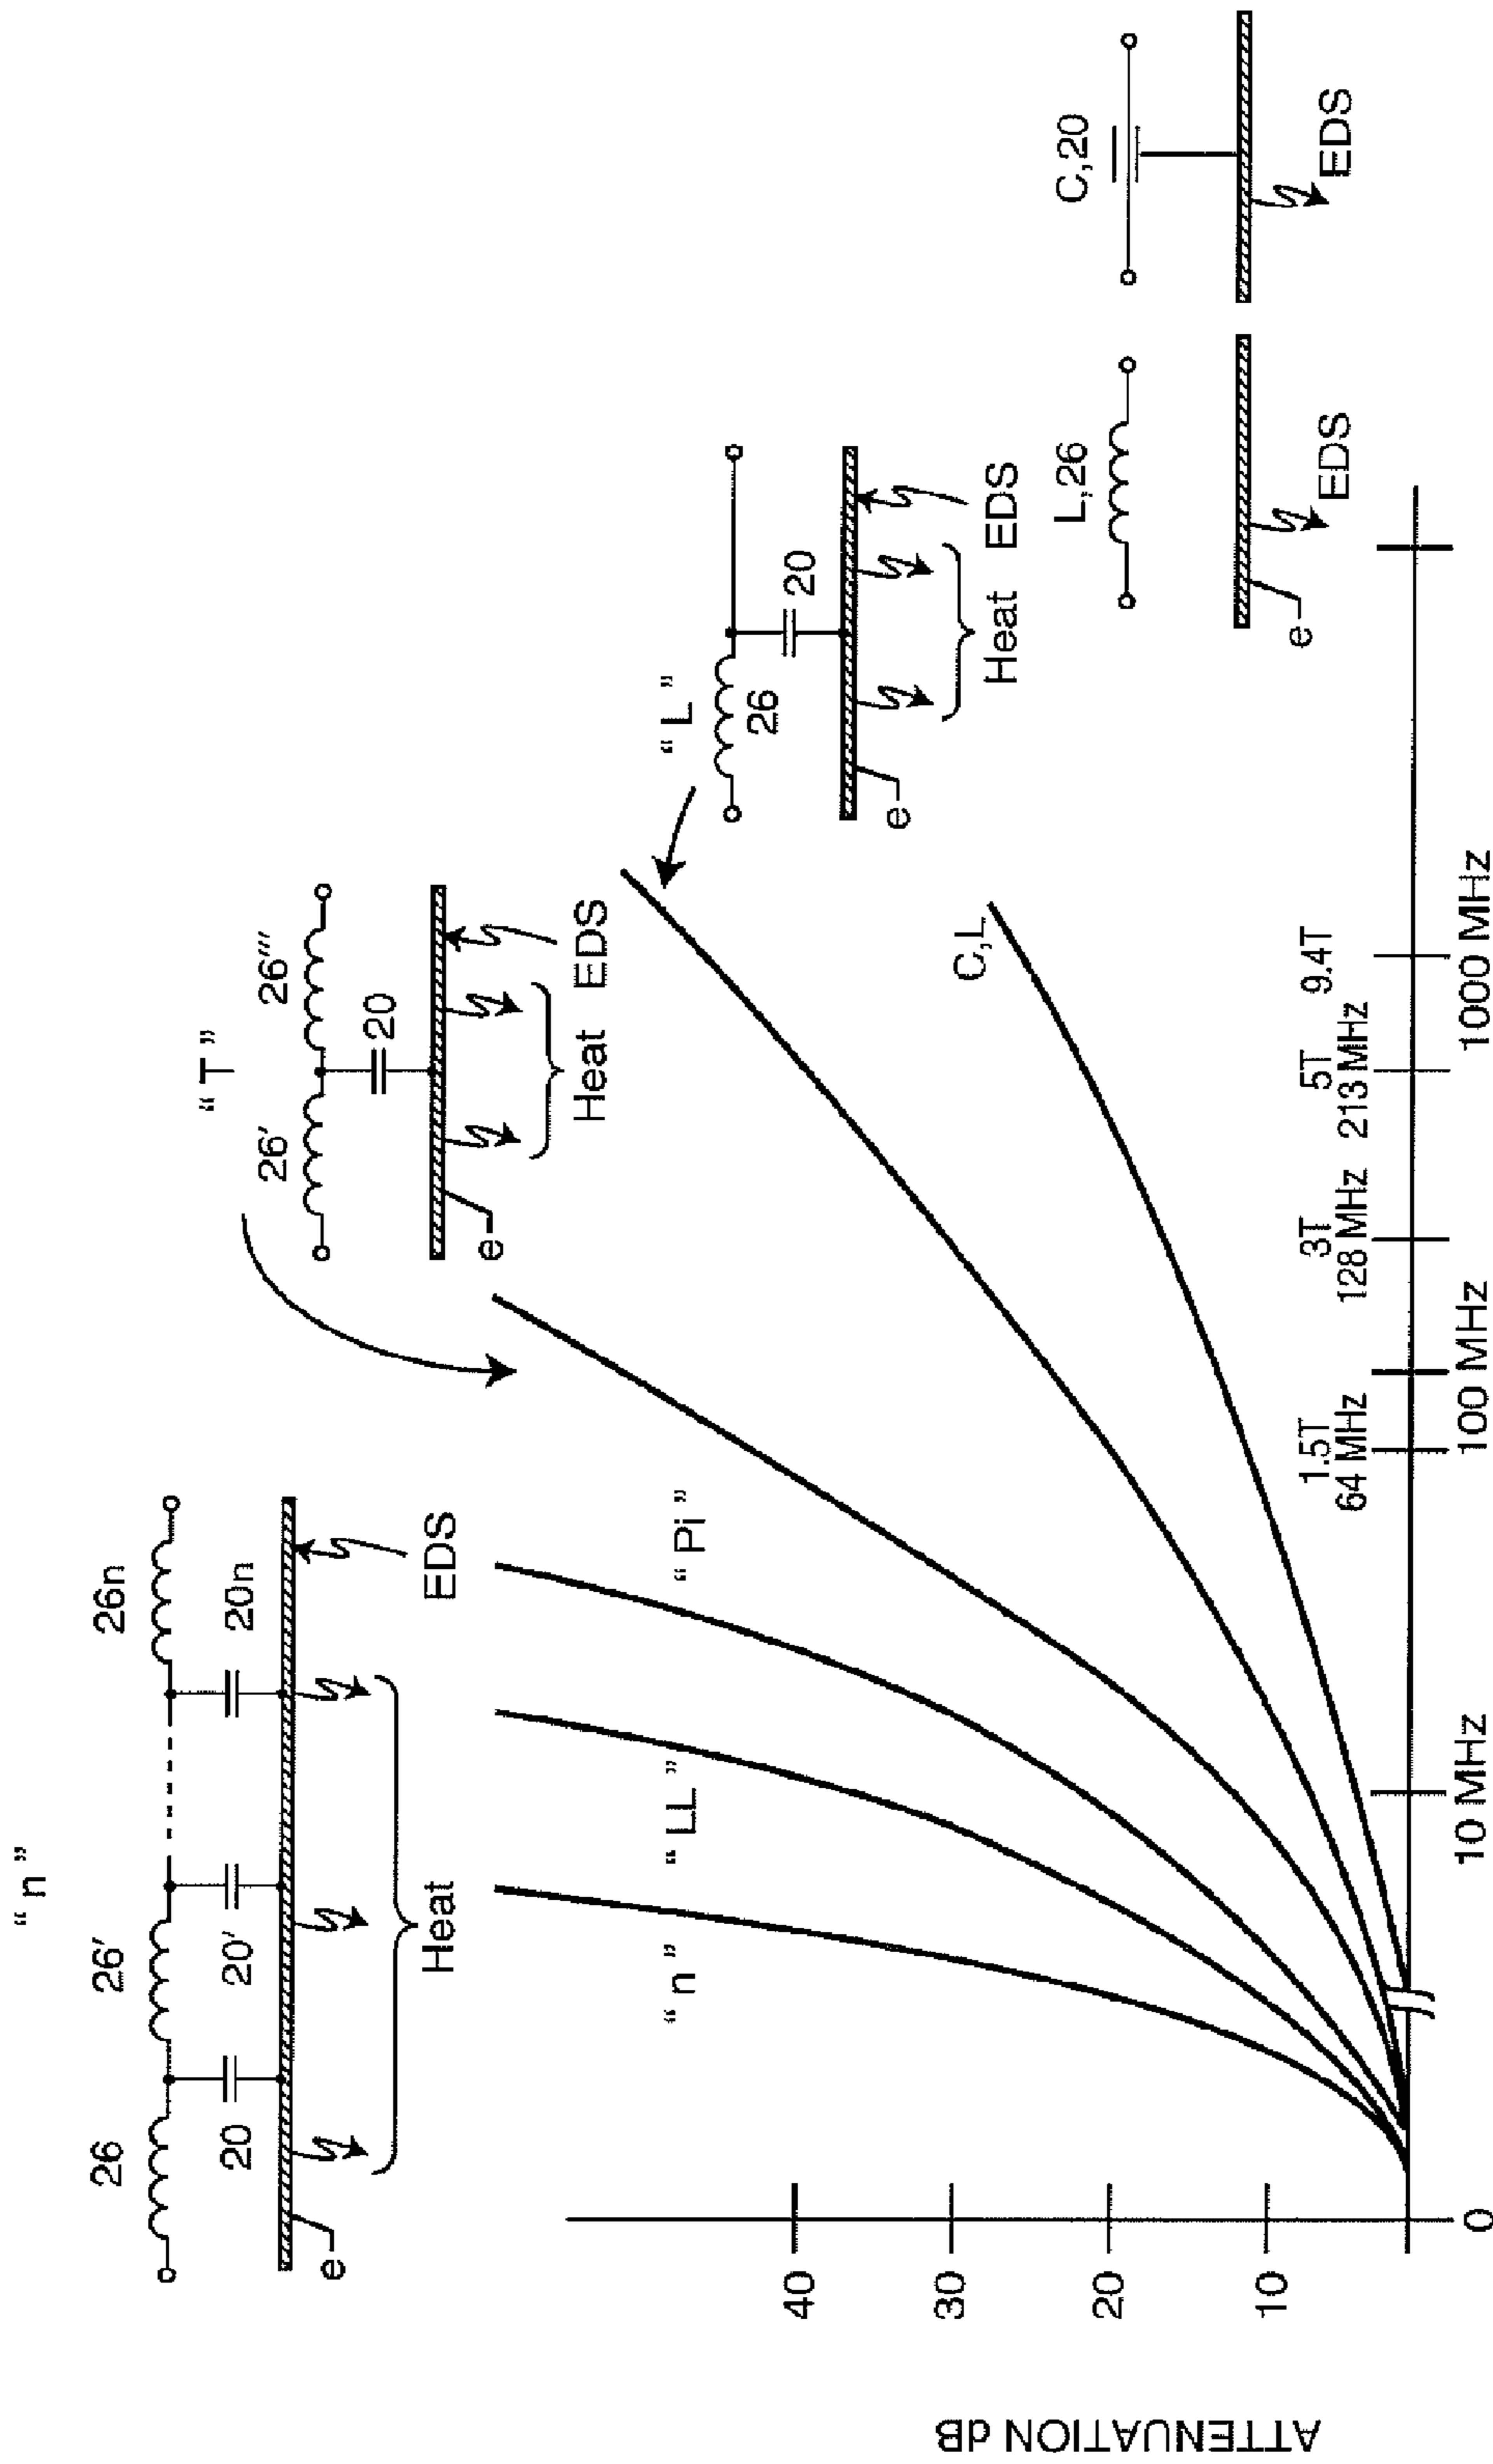 “ n ”
26
26′
26n
20
20′
20n
e
Heat
EDS
“ T ”
26′
26‴
20
e
Heat
EDS
“ L ”
26
20
e
Heat
EDS
L,26
e
EDS
C,20
EDS
“ n ”
“ LL ”
“ Pi ”
C,L
ATTENUATION dB
40
30
20
10
1.5T
64 MHz
3T
128 MHz
5T
213 MHz
9.4T
0
10 MHz
100 MHz
1000 MHz